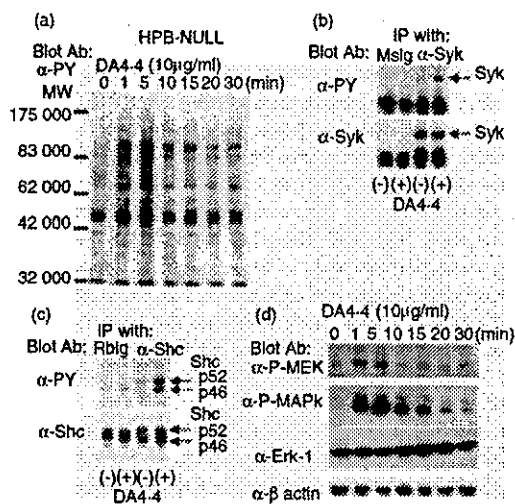 (a)
HPB-NULL
Blot Ab:
α-PY
DA4-4 (10μg/ml)
MW
0 1 5 10 15 20 30 (min)
175 000
83 000
62 000
42 000
32 000
(b)
IP with:
Blot Ab: MsIg α-Syk
α-PY
Syk
α-Syk
Syk
(-)(+)(-)(+)
DA4-4
(c)
IP with:
Blot Ab: RbIg α-Shc
Shc
α-PY
p52
p46
Shc
α-Shc
p52
p46
(-)(+)(-)(+)
DA4-4
(d)
DA4-4 (10μg/ml)
0 1 5 10 15 20 30 (min)
Blot Ab:
α-P-MEK
α-P-MAPk
α-Erk-1
α-β actin